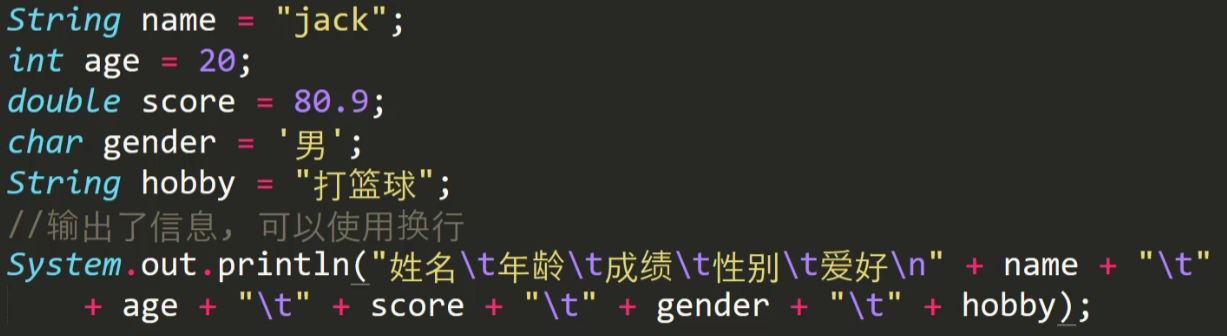 String name = "jack";
int age = 20;
double score = 80.9;
char gender = '男';
String hobby = "打篮球";
//输出了信息, 可以使用换行
System.out.println("姓名\t年龄\t成绩\t性别\t爱好\n" + name + "\t"
    + age + "\t" + score + "\t" + gender + "\t" + hobby);